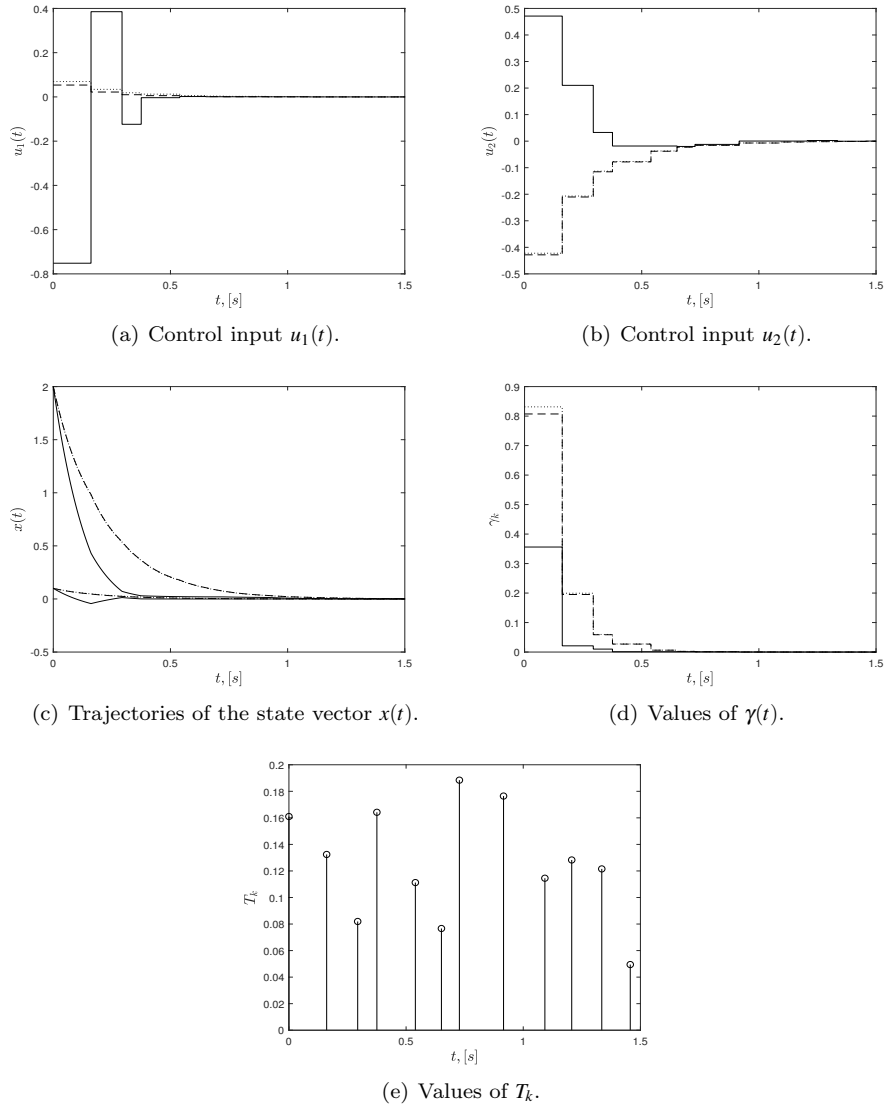 0.4
0.2
0
-0.2
-0.4
-0.6
-0.8
u₁(t)
0 0.5 1 1.5
t, [s]
(a) Control input u₁(t).
0.5
0.4
0.3
0.2
0.1
0
-0.1
-0.2
-0.3
-0.4
-0.5
u₂(t)
0 0.5 1 1.5
t, [s]
(b) Control input u₂(t).
2
1.5
1
0.5
0
-0.5
x(t)
0 0.5 1 1.5
t, [s]
(c) Trajectories of the state vector x(t).
0.9
0.8
0.7
0.6
0.5
0.4
0.3
0.2
0.1
0
γₖ
0 0.5 1 1.5
t, [s]
(d) Values of γ(t).
0.2
0.18
0.16
0.14
0.12
0.1
0.08
0.06
0.04
0.02
0
Tₖ
0 0.5 1 1.5
t, [s]
(e) Values of Tₖ.